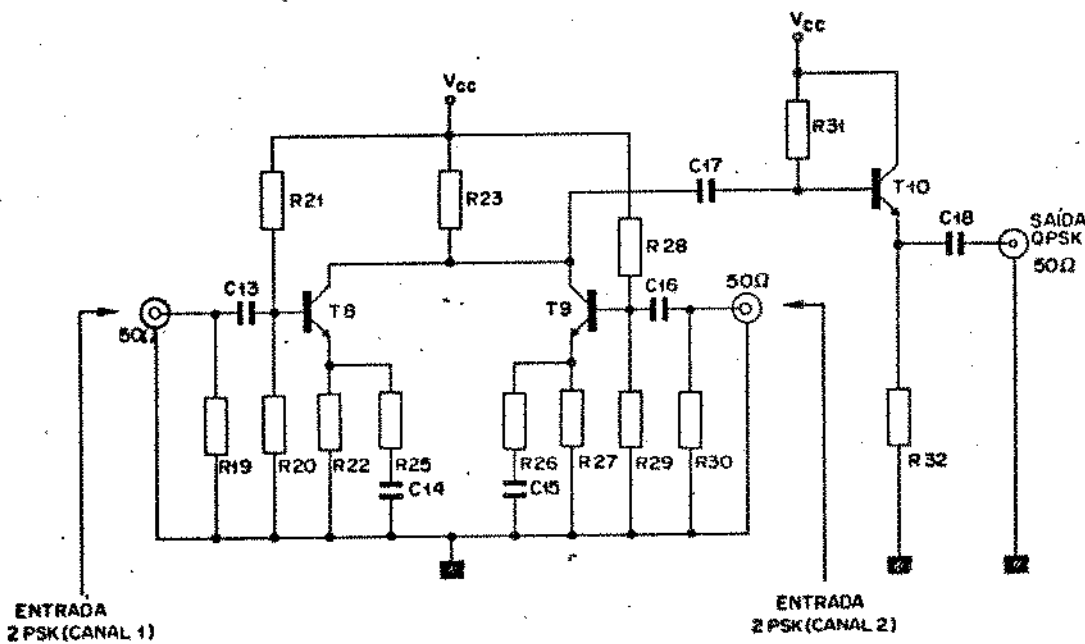 Vcc
Vcc
R31
C17
T10
R21
R23
R28
C18
SAÍDA
QPSK
50Ω
C13
T8
T9
C16
50Ω
50Ω
R19
R20
R22
R25
C14
R26
C15
R27
R29
R30
R32
ENTRADA
2 PSK (CANAL 1)
ENTRADA
2 PSK (CANAL 2)